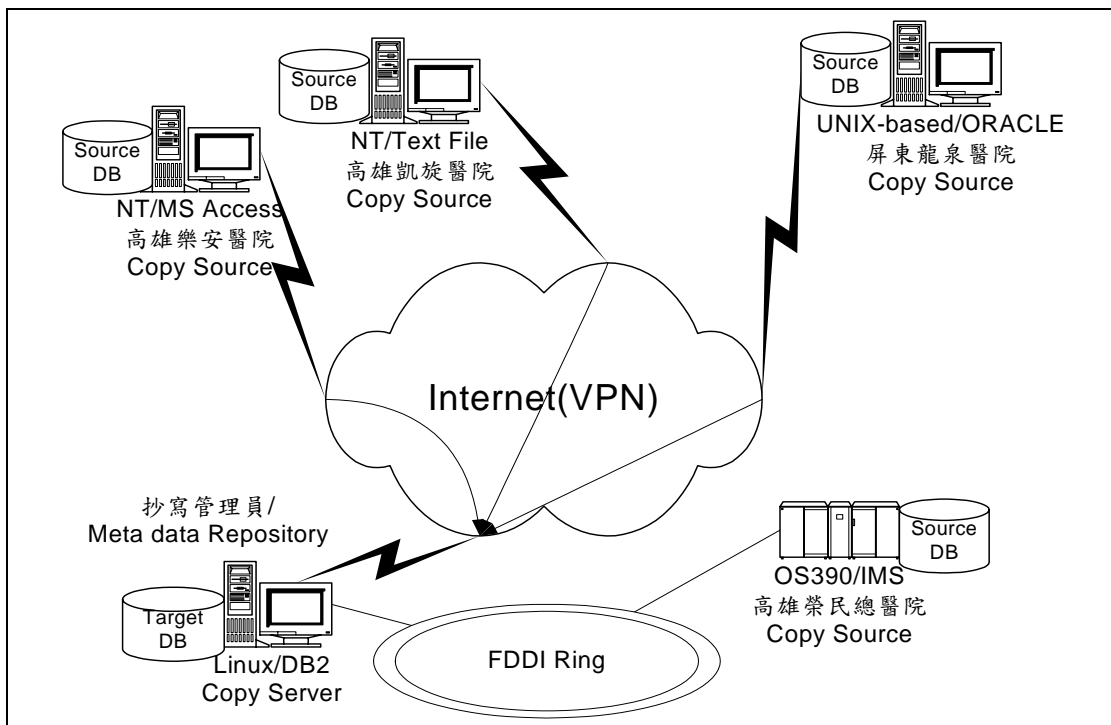 Source
DB
NT/Text File
高雄凱旋醫院
Copy Source
Source
DB
UNIX-based/ORACLE
屏東龍泉醫院
Copy Source
Source
DB
NT/MS Access
高雄樂安醫院
Copy Source
Internet(VPN)
抄寫管理員/
Meta data Repository
Target
DB
Linux/DB2
Copy Server
FDDI Ring
Source
DB
OS390/IMS
高雄榮民總醫院
Copy Source